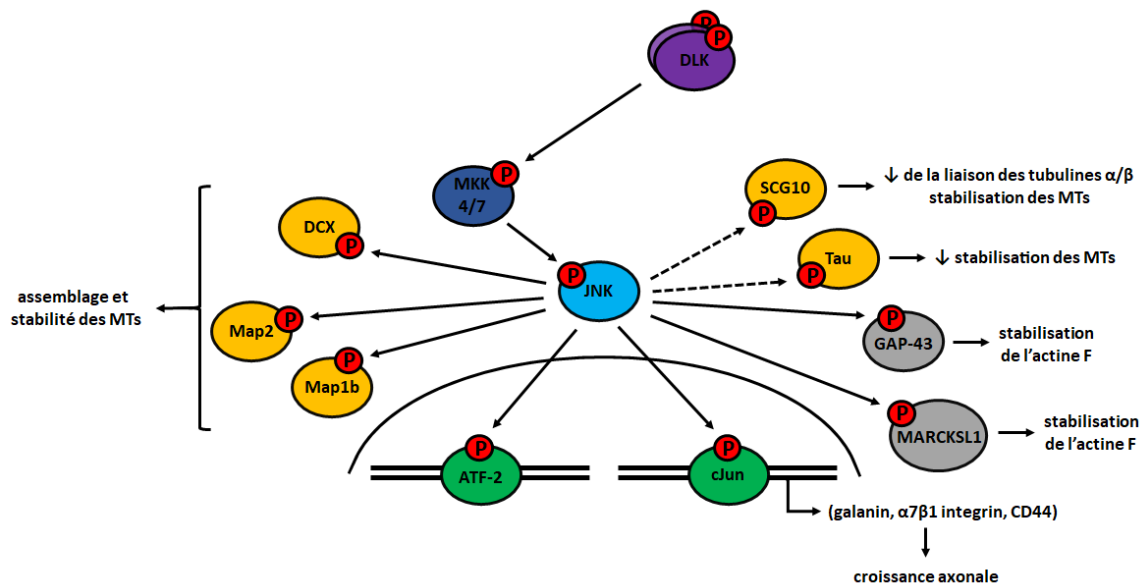 P
P
DLK
P
MKK
4/7
SCG10
P
↓ de la liaison des tubulines α/β
stabilisation des MTs
DCX
P
P
JNK
Tau
P
↓ stabilisation des MTs
assemblage et
stabilité des MTs
Map2
P
P
GAP-43
stabilisation
de l'actine F
P
Map1b
P
MARCKSL1
stabilisation
de l'actine F
P
ATF-2
P
cJun
(galanin, α7β1 integrin, CD44)
croissance axonale